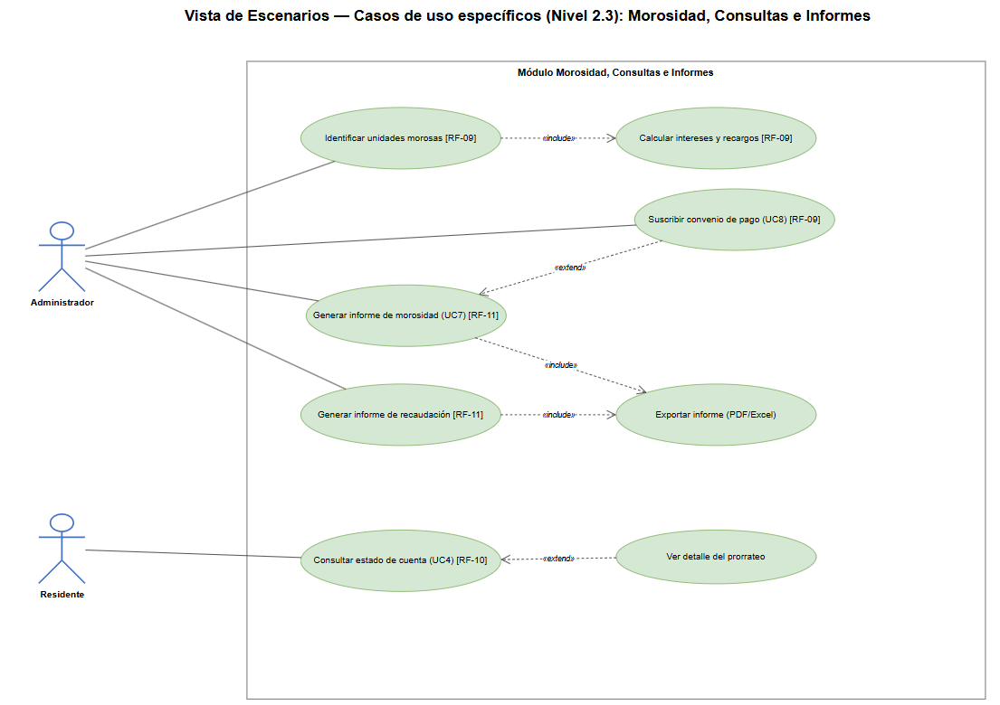 Vista de Escenarios — Casos de uso específicos (Nivel 2.3): Morosidad, Consultas e Informes
Módulo Morosidad, Consultas e Informes
Identificar unidades morosas [RF-09]
«include»
Calcular intereses y recargos [RF-09]
Suscribir convenio de pago (UC8) [RF-09]
«extend»
Administrador
Generar informe de morosidad (UC7) [RF-11]
«include»
Generar informe de recaudación [RF-11]
«include»
Exportar informe (PDF/Excel)
Consultar estado de cuenta (UC4) [RF-10]
«extend»
Ver detalle del prorrateo
Residente